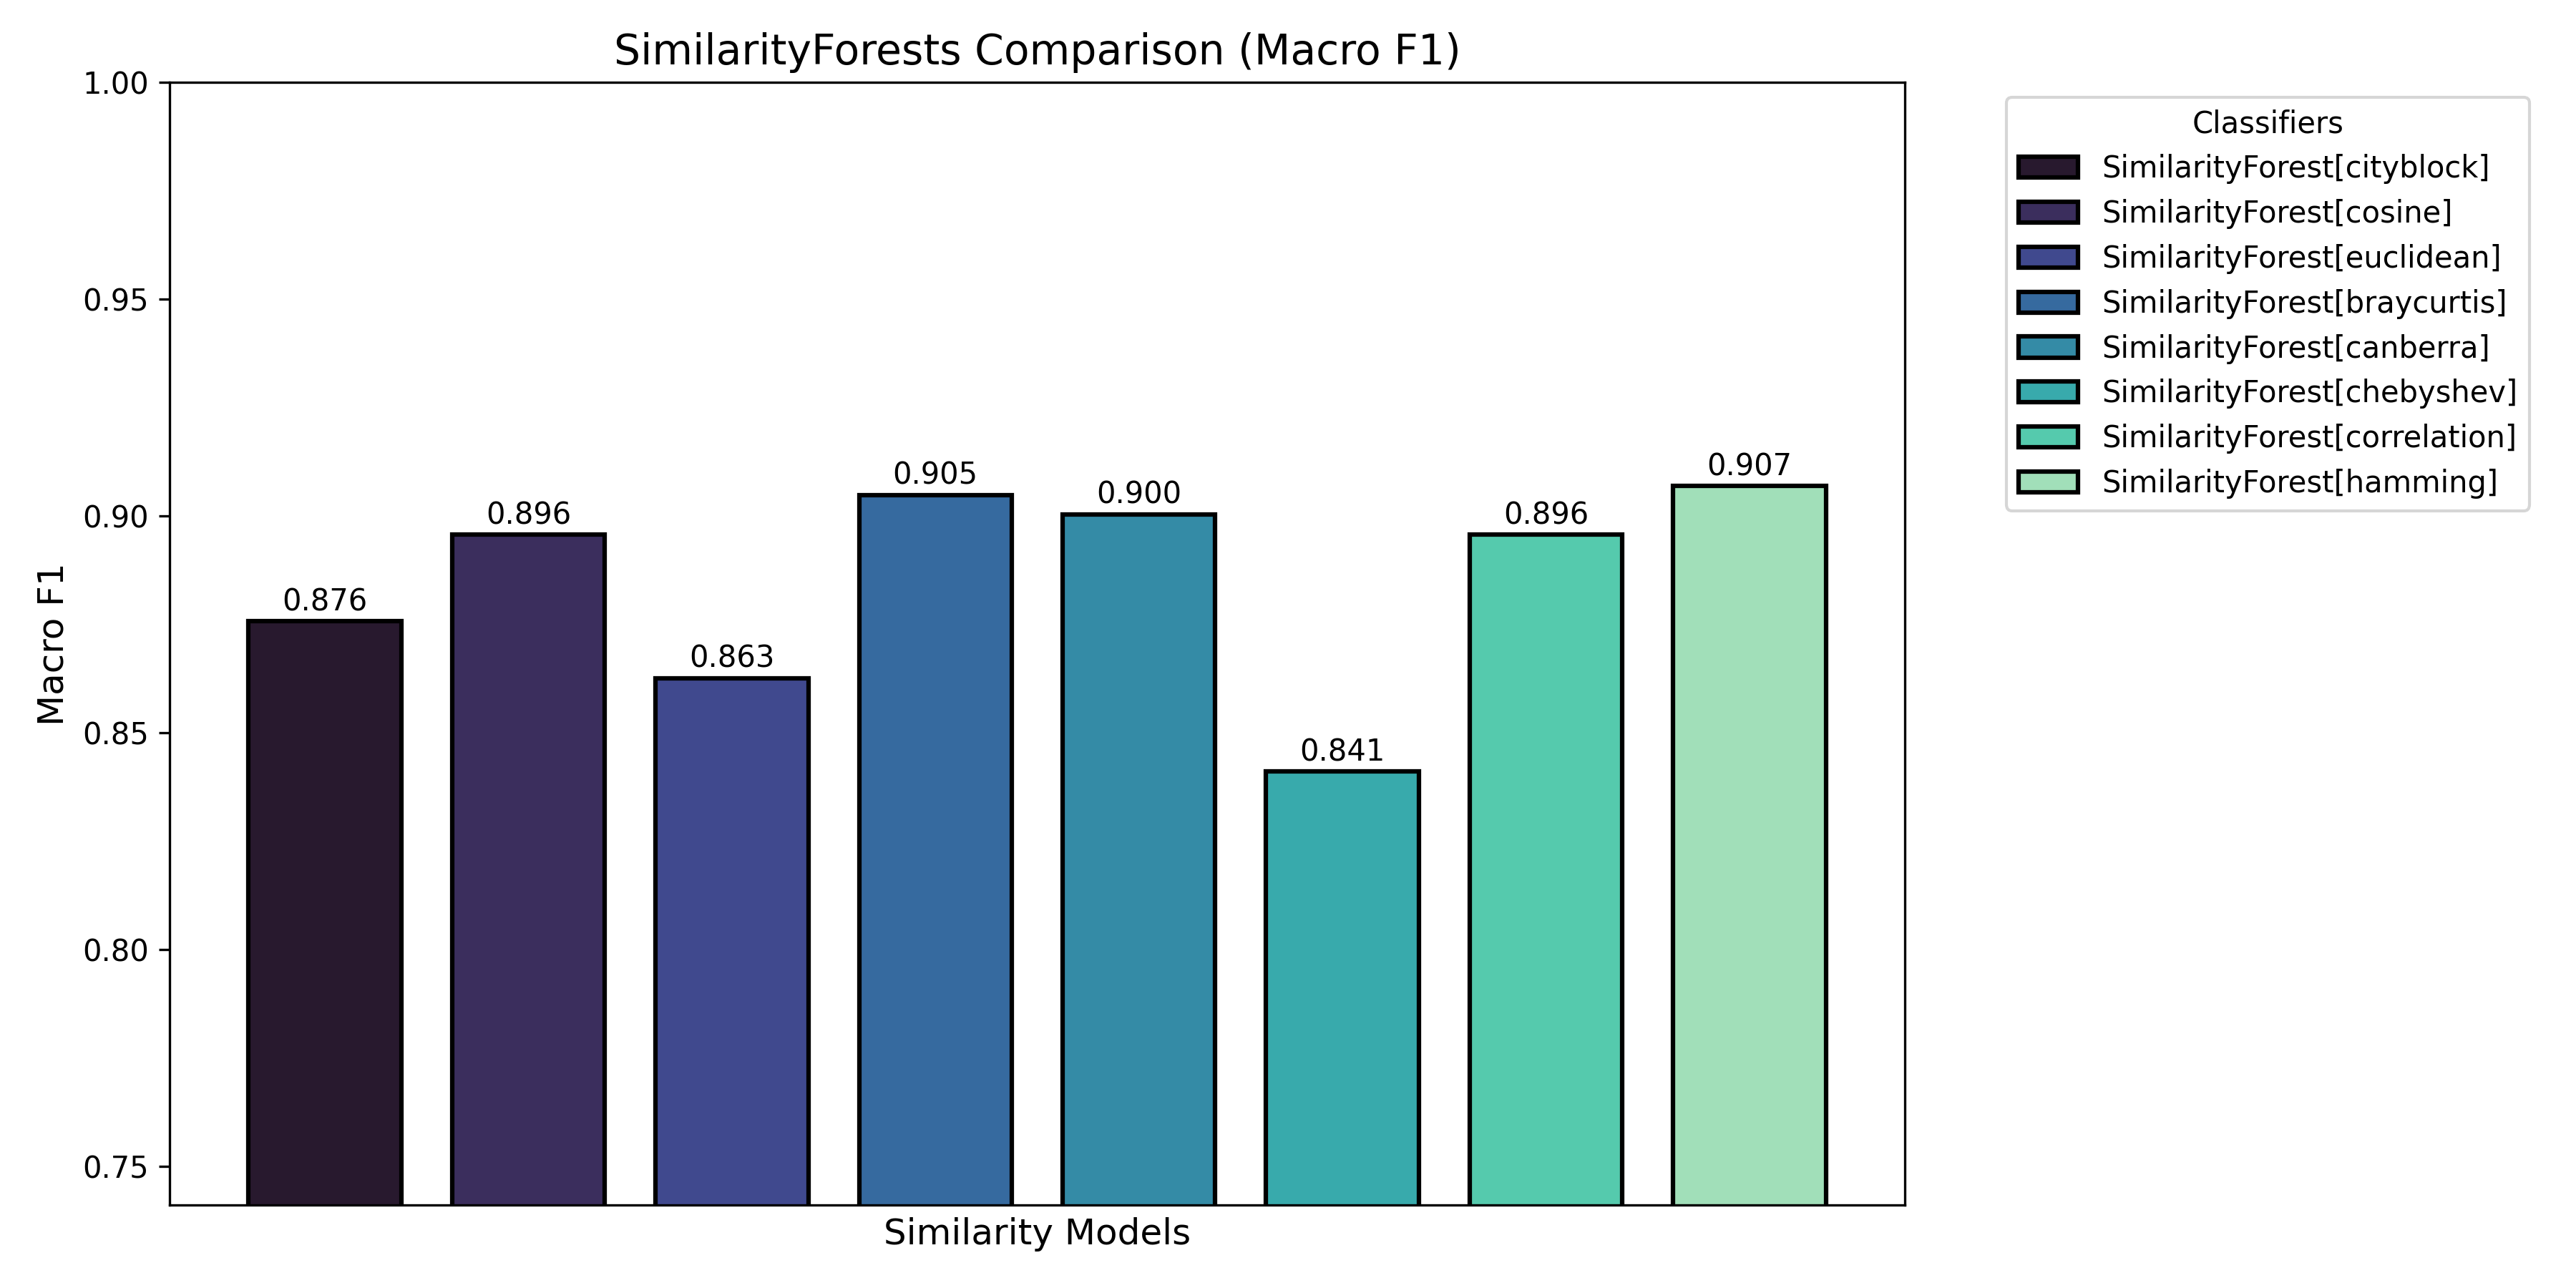 SimilarityForests Comparison (Macro F1)
1.00
0.95
0.90
0.85
0.80
0.75
Macro F1
0.876
0.896
0.863
0.905
0.900
0.841
0.896
0.907
Similarity Models
Classifiers
SimilarityForest[cityblock]
SimilarityForest[cosine]
SimilarityForest[euclidean]
SimilarityForest[braycurtis]
SimilarityForest[canberra]
SimilarityForest[chebyshev]
SimilarityForest[correlation]
SimilarityForest[hamming]